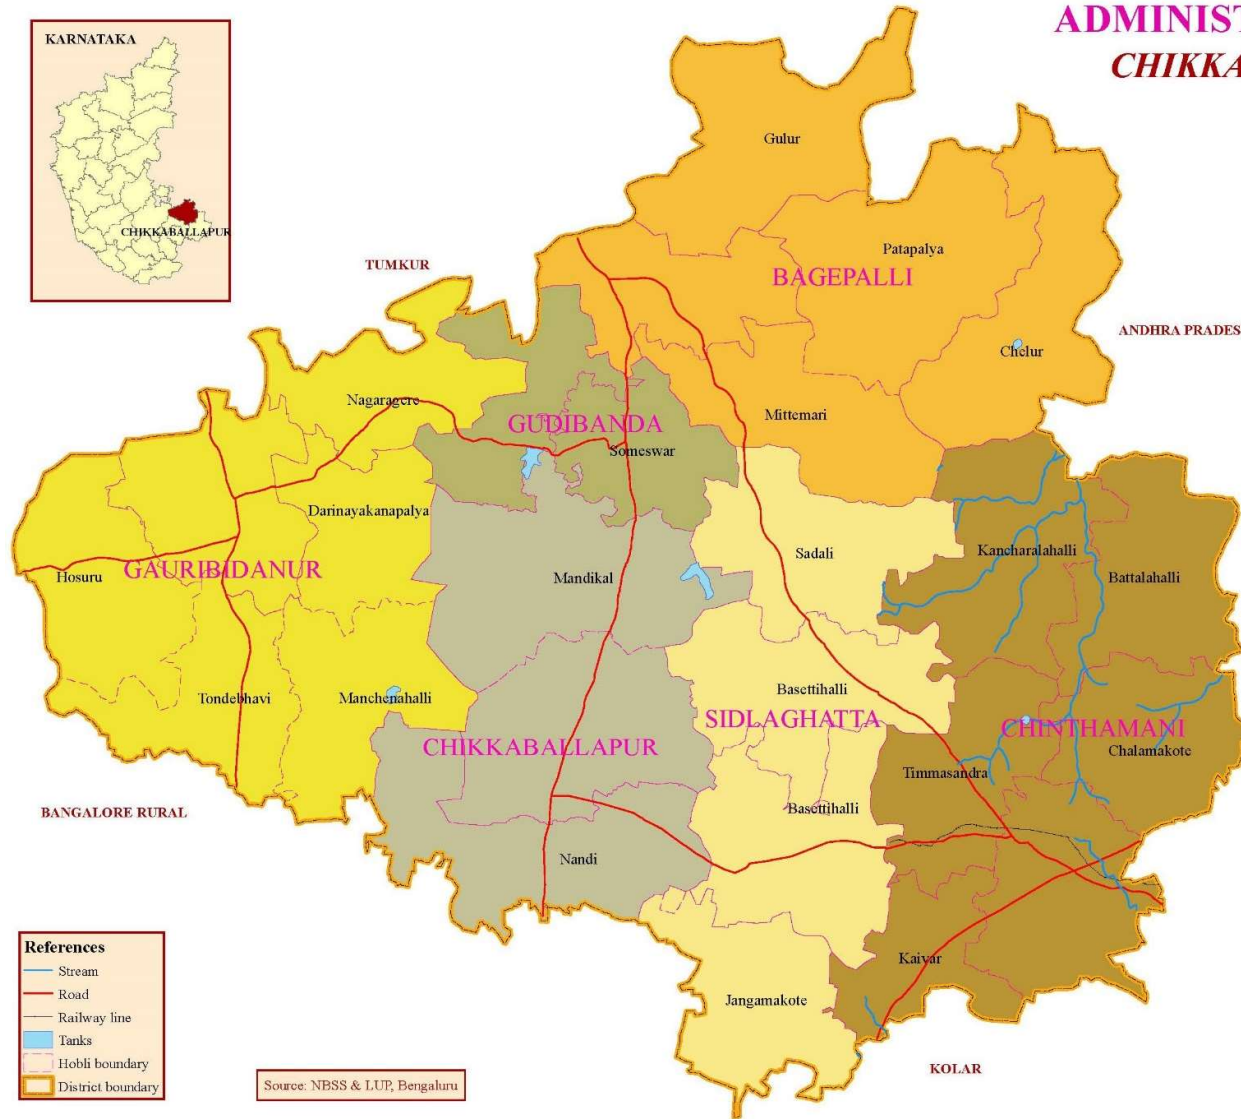 ADMINIST
CHIKKA
KARNATAKA
CHIKKABALLAPUR
Gulur
Patapalya
TUMKUR
BAGEPALLI
ANDHRA PRADES
Chelur
Nagaragere
Mittemari
GUDIBANDA
Someswar
Darinayakanapalya
Sadali
Kancharalahalli
Hosuru
GAURIBIDANUR
Mandikal
Battalahalli
Tondebhavi
Manchenahalli
Basettihalli
SIDLAGHATTA
CHINTHAMANI
CHIKKABALLAPUR
Chalamakote
Timmasandra
BANGALORE RURAL
Basettihalli
Nandi
Kaivar
Jangamakote
KOLAR
References
Stream
Road
Railway line
Tanks
Hobli boundary
District boundary
Source: NBSS & LUP, Bengaluru